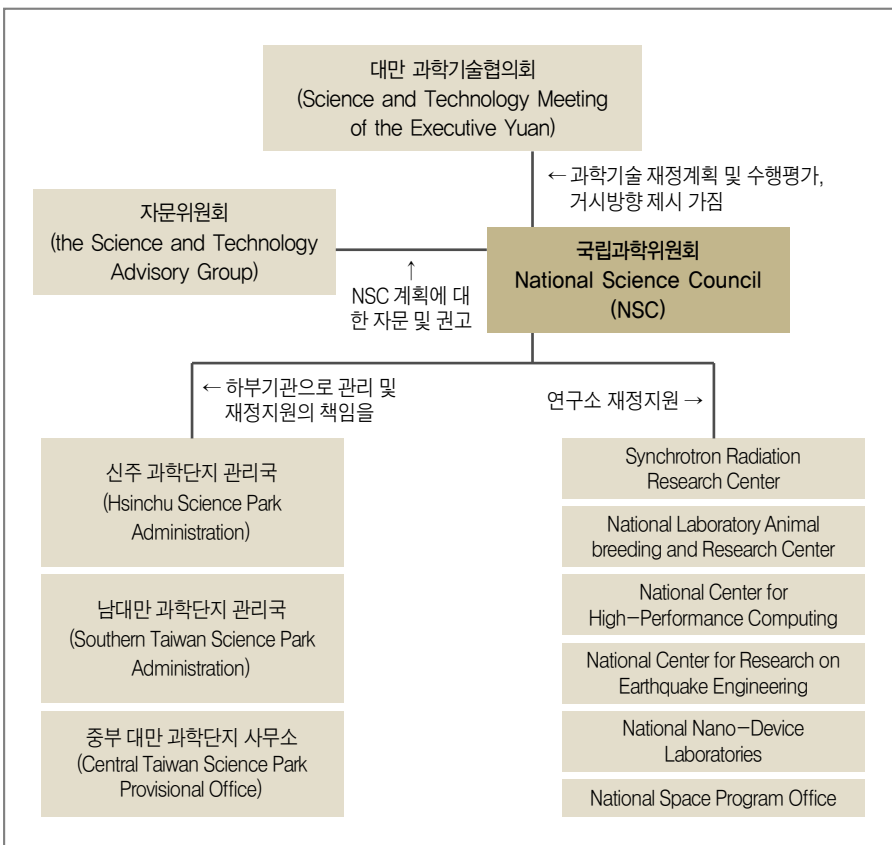 대만 과학기술협의회
(Science and Technology Meeting
of the Executive Yuan)
← 과학기술 재정계획 및 수행평가,
거시방향 제시 가짐
자문위원회
(the Science and Technology
Advisory Group)
↑
NSC 계획에 대
한 자문 및 권고
국립과학위원회
National Science Council
(NSC)
← 하부기관으로 관리 및
재정지원의 책임을
연구소 재정지원 →
신주 과학단지 관리국
(Hsinchu Science Park
Administration)
남대만 과학단지 관리국
(Southern Taiwan Science Park
Administration)
중부 대만 과학단지 사무소
(Central Taiwan Science Park
Provisional Office)
Synchrotron Radiation
Research Center
National Laboratory Animal
breeding and Research Center
National Center for
High-Performance Computing
National Center for Research on
Earthquake Engineering
National Nano-Device
Laboratories
National Space Program Office